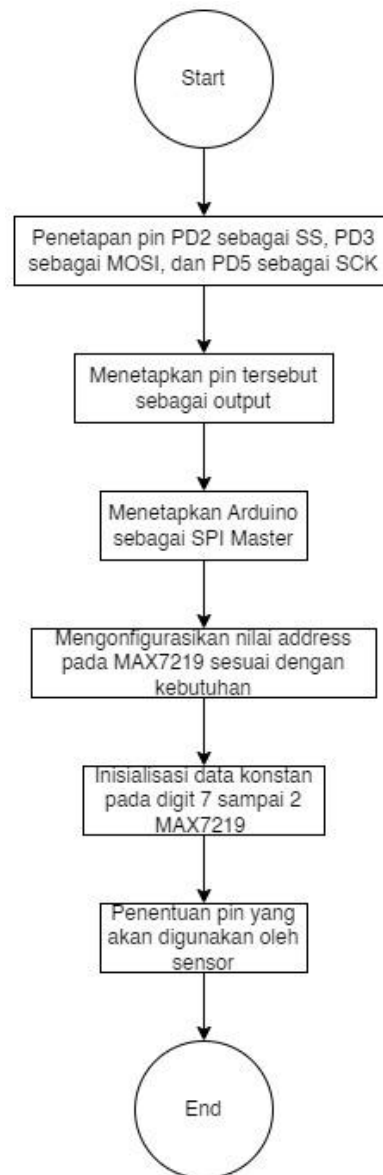 Start
Penetapan pin PD2 sebagai SS, PD3
sebagai MOSI, dan PD5 sebagai SCK
Menetapkan pin tersebut
sebagai output
Menetapkan Arduino
sebagai SPI Master
Mengonfigurasikan nilai address
pada MAX7219 sesuai dengan
kebutuhan
Inisialisasi data konstan
pada digit 7 sampai 2
MAX7219
Penentuan pin yang
akan digunakan oleh
sensor
End